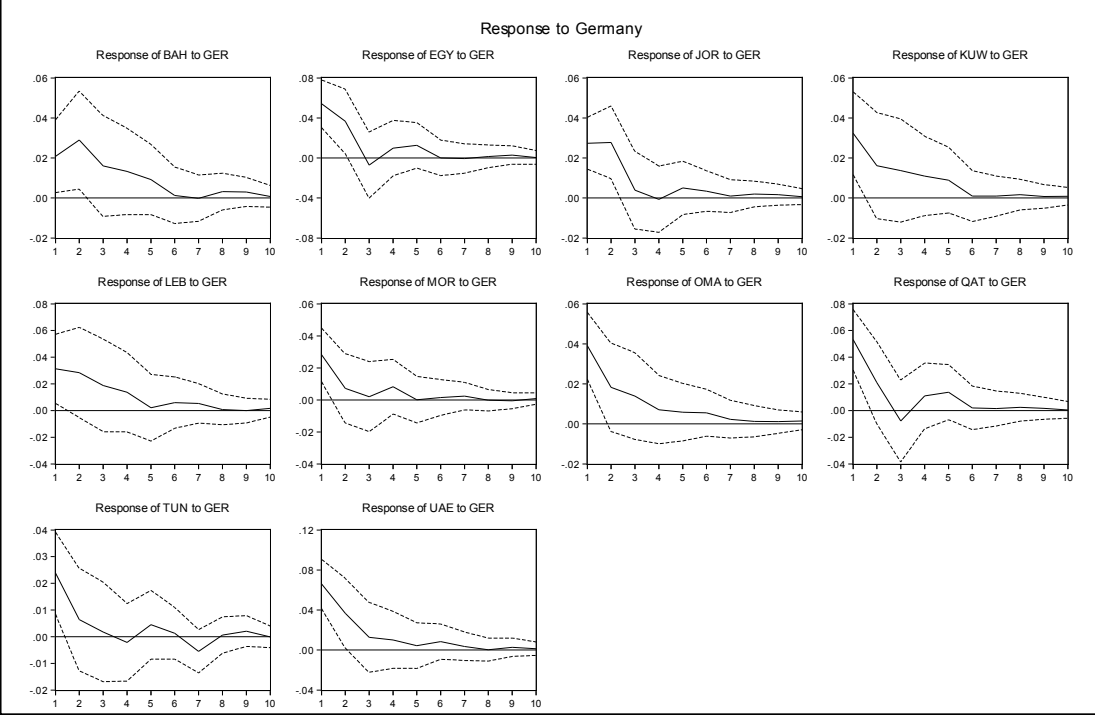 Response to Germany
Response of BAH to GER
.06
.04
.02
.00
-.02
1 2 3 4 5 6 7 8 9 10
Response of EGY to GER
.08
.04
.00
-.04
-.08
1 2 3 4 5 6 7 8 9 10
Response of JOR to GER
.06
.04
.02
.00
-.02
1 2 3 4 5 6 7 8 9 10
Response of KUW to GER
.06
.04
.02
.00
-.02
1 2 3 4 5 6 7 8 9 10
Response of LEB to GER
.08
.06
.04
.02
.00
-.02
-.04
1 2 3 4 5 6 7 8 9 10
Response of MOR to GER
.06
.04
.02
.00
-.02
-.04
1 2 3 4 5 6 7 8 9 10
Response of OMA to GER
.06
.04
.02
.00
-.02
1 2 3 4 5 6 7 8 9 10
Response of QAT to GER
.08
.06
.04
.02
.00
-.02
-.04
1 2 3 4 5 6 7 8 9 10
Response of TUN to GER
.04
.03
.02
.01
.00
-.01
-.02
1 2 3 4 5 6 7 8 9 10
Response of UAE to GER
.12
.08
.04
.00
-.04
1 2 3 4 5 6 7 8 9 10